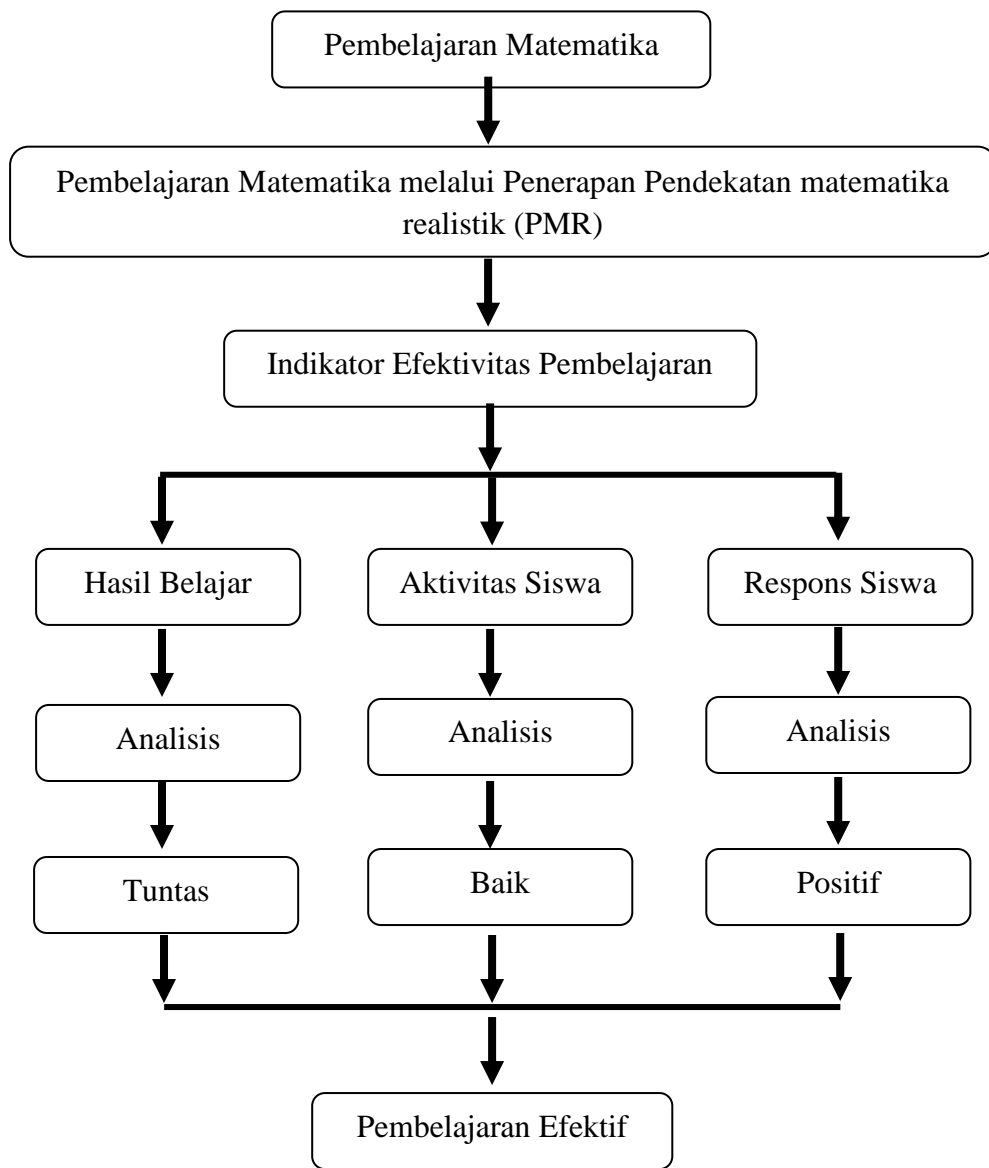 Pembelajaran Matematika
Pembelajaran Matematika melalui Penerapan Pendekatan matematika
realistik (PMR)
Indikator Efektivitas Pembelajaran
Hasil Belajar
Aktivitas Siswa
Respons Siswa
Analisis
Analisis
Analisis
Tuntas
Baik
Positif
Pembelajaran Efektif